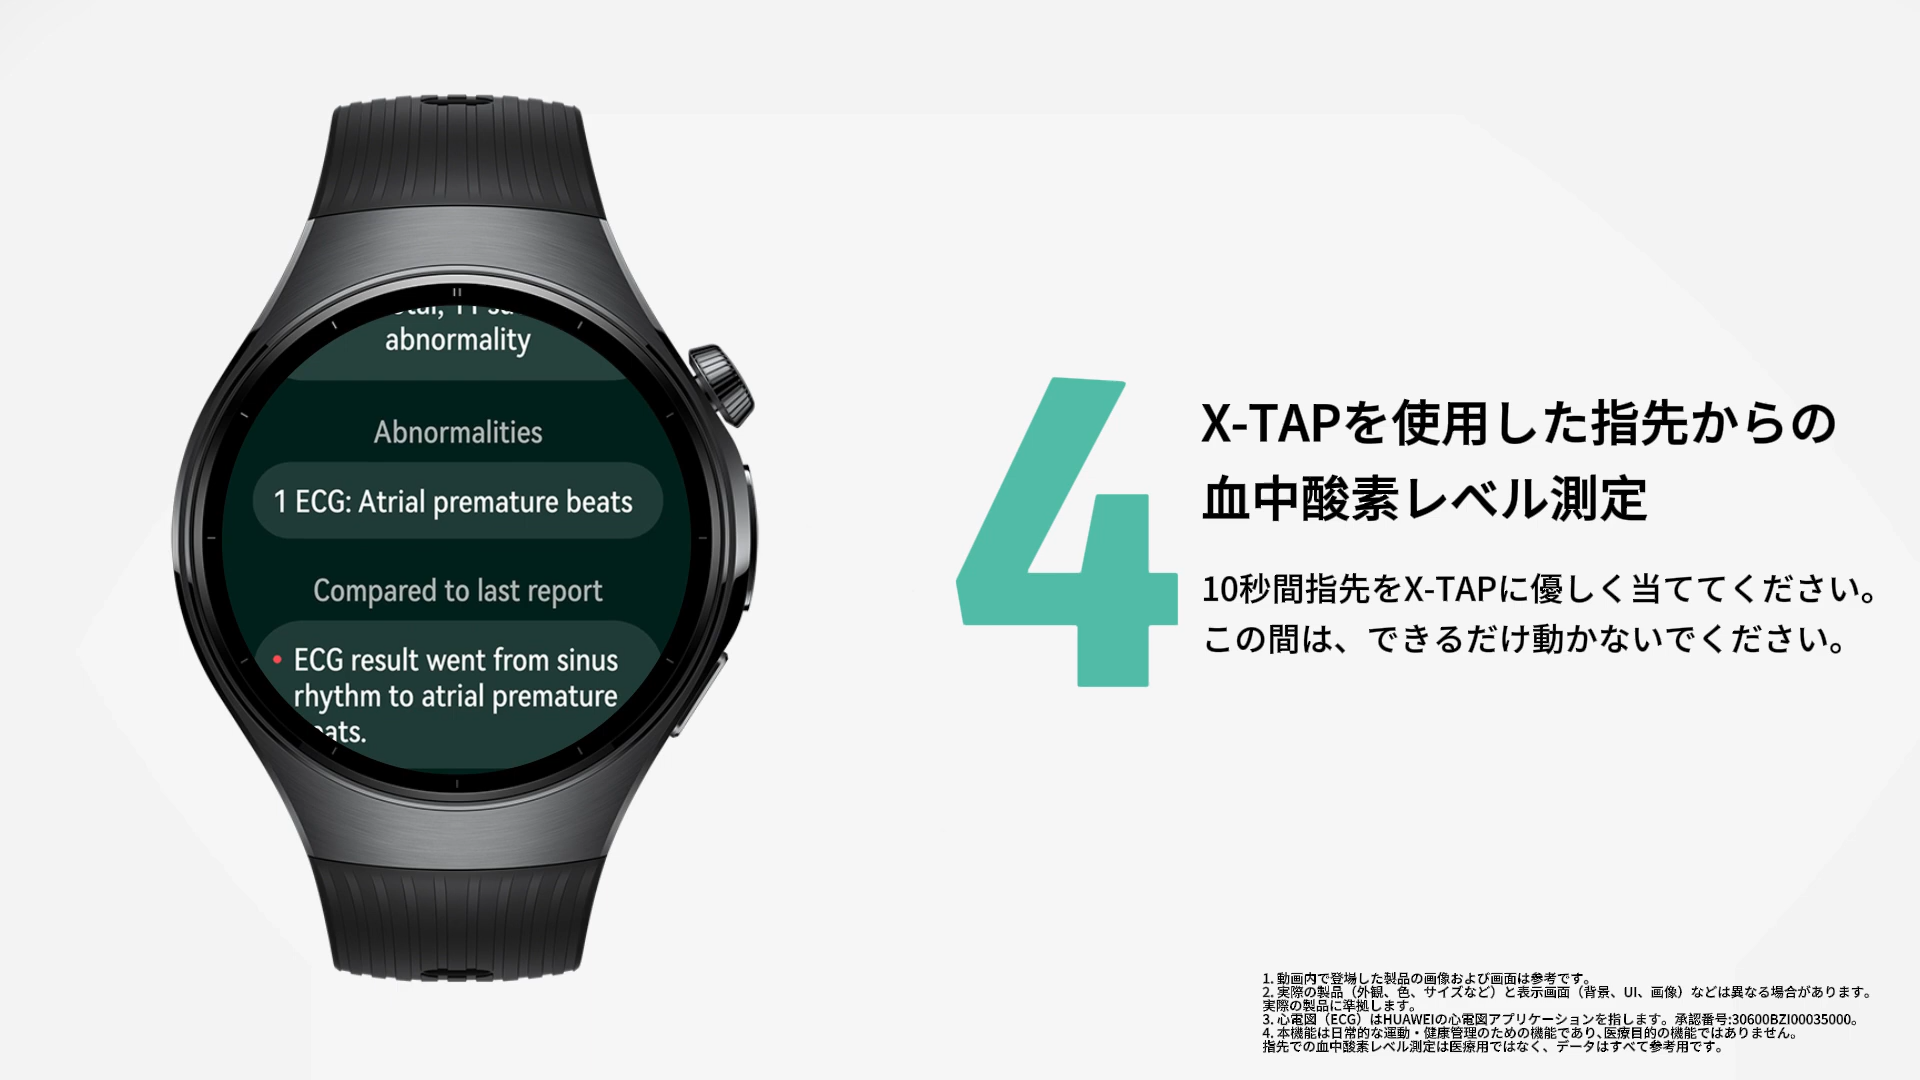 abnormality
Abnormalities
1 ECG: Atrial premature beats
Compared to last report
• ECG result went from sinus
rhythm to atrial premature
4
X-TAPを使用した指先からの
血中酸素レベル測定
10秒間指先をX-TAPに優しく当ててください。
この間は、できるだけ動かないでください。
1. 動画内で登場した製品の画像および画面は参考です。
2. 実際の製品（外観、色、サイズなど）と表示画面（背景、UI、画像）などは異なる場合があります。
実際の製品に準拠します。
3. 心電図（ECG）はHUAWEIの心電図アプリケーションを指します。承認番号:30600BZI00035000。
4. 本機能は日常的な運動・健康管理のための機能であり、医療目的の機能ではありません。
指先での血中酸素レベル測定は医療用ではなく、データはすべて参考用です。